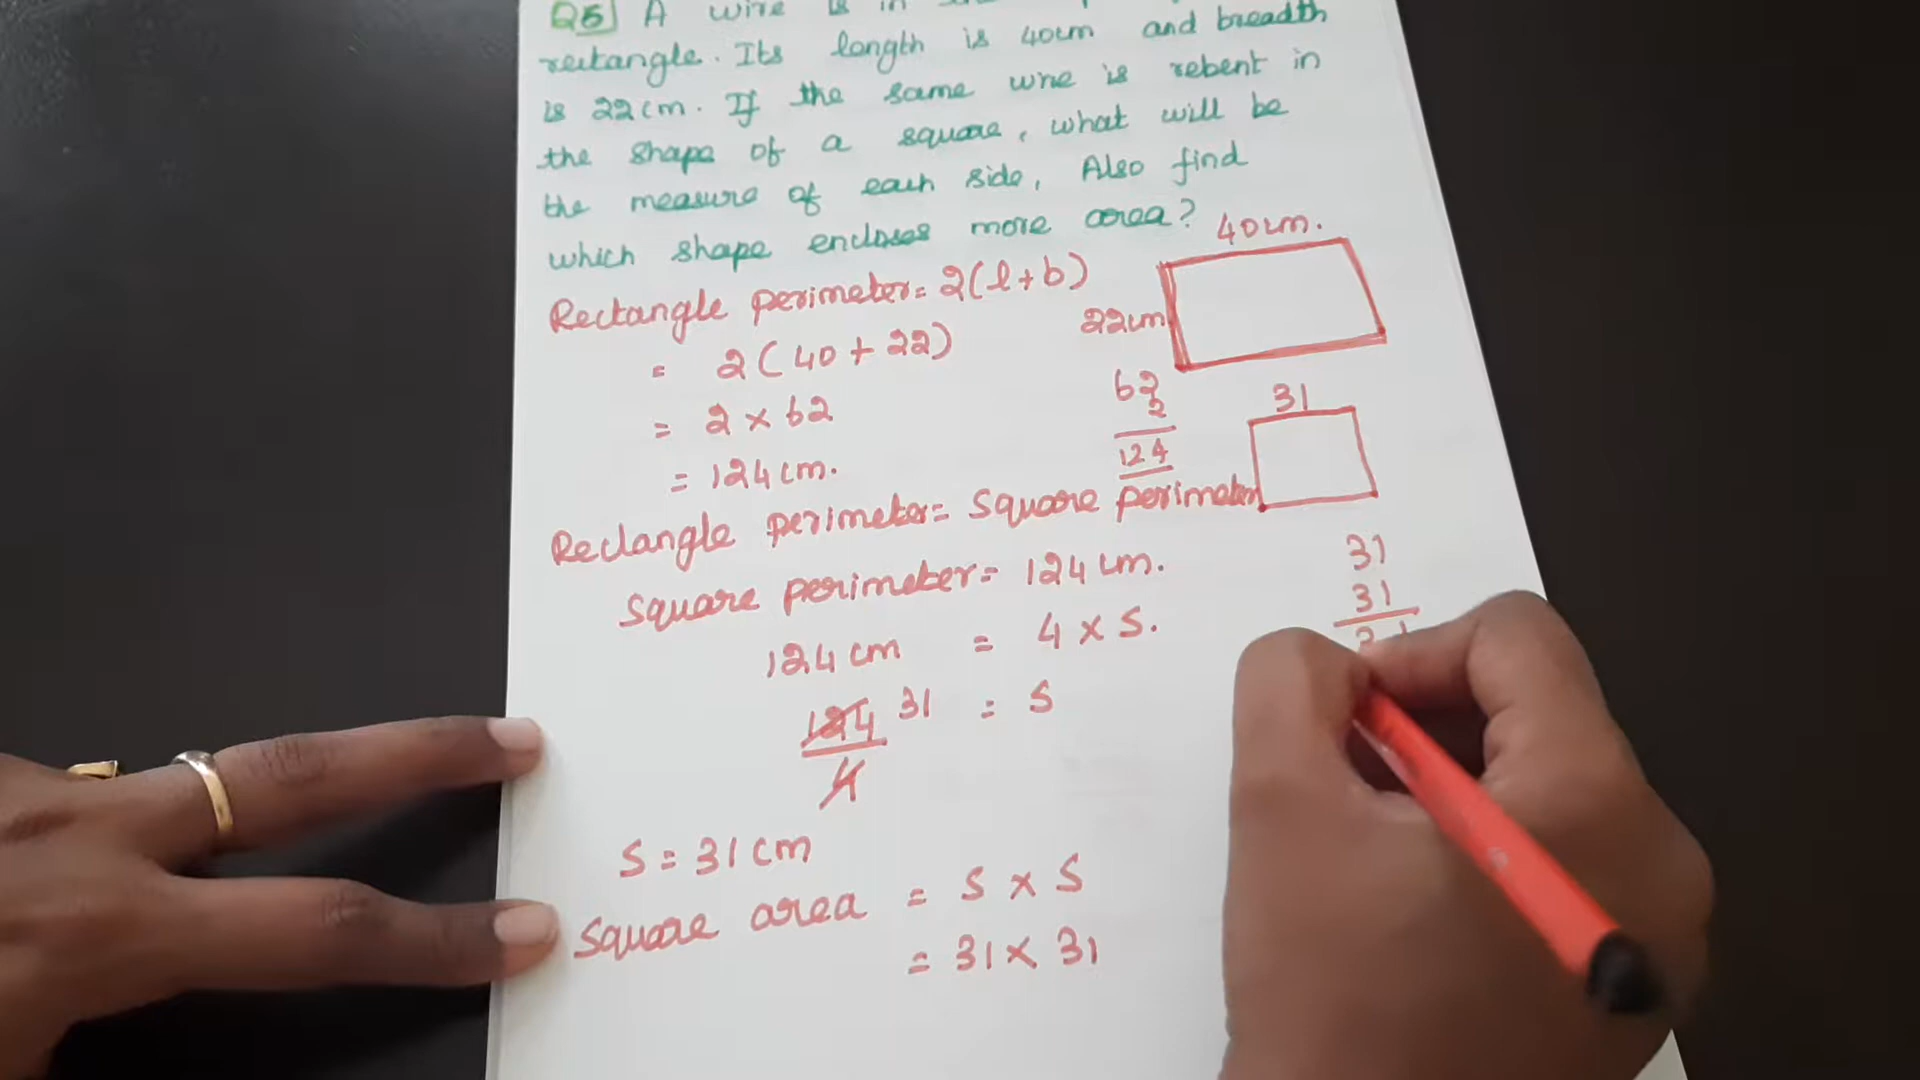 Q5] A wire is in
rectangle. Its length is 40cm and breadth
is 22cm. If the same wire is rebent in
the shape of a square, what will be
the measure of each side, Also find
which shape encloses more area?
40cm.
Rectangle perimeter = 2(l+b)
22cm
= 2(40+22)
= 2 x 62
= 124cm.
62
2
124
31
Rectangle perimeter = Square perimeter
Square perimeter = 124cm.
124cm = 4 x S.
124 31 = S
4
31
31
S = 31cm
Square area = S x S
= 31 x 31